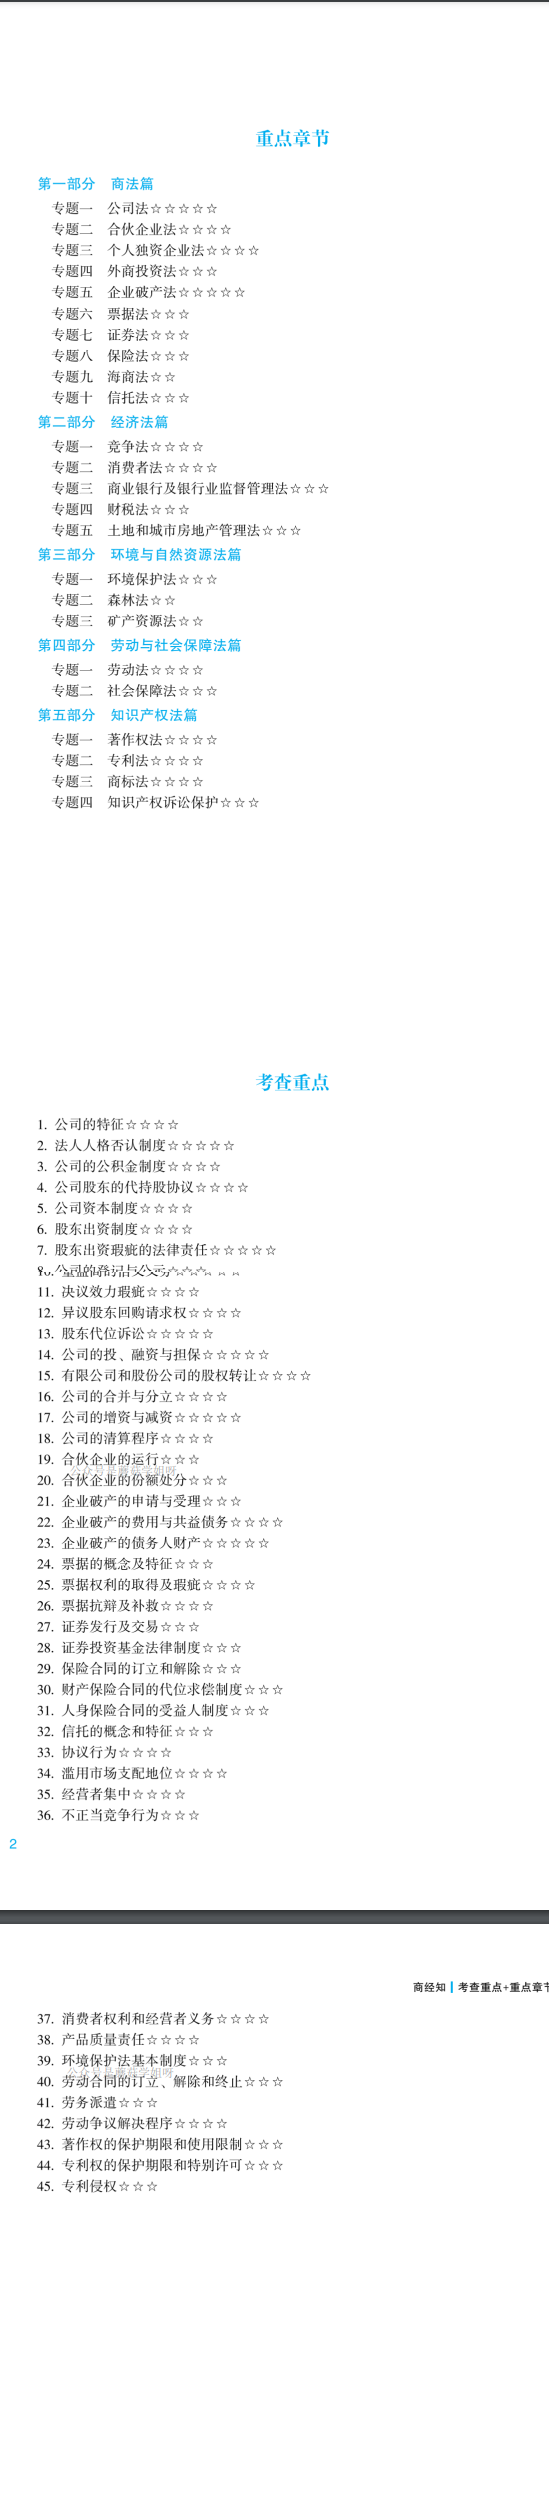 重点章节
第一部分 商法篇
专题一 公司法☆☆☆☆☆
专题二 合伙企业法☆☆☆☆
专题三 个人独资企业法☆☆☆☆
专题四 外商投资法☆☆☆
专题五 企业破产法☆☆☆☆☆
专题六 票据法☆☆☆
专题七 证券法☆☆☆
专题八 保险法☆☆☆
专题九 海商法☆☆
专题十 信托法☆☆☆
第二部分 经济法篇
专题一 竞争法☆☆☆☆
专题二 消费者法☆☆☆☆
专题三 商业银行及银行业监督管理法☆☆☆
专题四 财税法☆☆☆
专题五 土地和城市房地产管理法☆☆☆
第三部分 环境与自然资源法篇
专题一 环境保护法☆☆☆
专题二 森林法☆☆
专题三 矿产资源法☆☆
第四部分 劳动与社会保障法篇
专题一 劳动法☆☆☆☆
专题二 社会保障法☆☆☆
第五部分 知识产权法篇
专题一 著作权法☆☆☆☆
专题二 专利法☆☆☆☆
专题三 商标法☆☆☆☆
专题四 知识产权诉讼保护☆☆☆
考查重点
1. 公司的特征☆☆☆☆
2. 法人人格否认制度☆☆☆☆☆
3. 公司的公积金制度☆☆☆☆
4. 公司股东的代持股协议☆☆☆☆
5. 公司资本制度☆☆☆☆
6. 股东出资制度☆☆☆☆
7. 股东出资瑕疵的法律责任☆☆☆☆☆
11. 决议效力瑕疵☆☆☆☆
12. 异议股东回购请求权☆☆☆☆
13. 股东代位诉讼☆☆☆☆☆
14. 公司的投、融资与担保☆☆☆☆☆
15. 有限公司和股份公司的股权转让☆☆☆☆
16. 公司的合并与分立☆☆☆☆
17. 公司的增资与减资☆☆☆☆☆
18. 公司的清算程序☆☆☆☆
19. 合伙企业的运行☆☆☆
公众号是蘑菇学姐呀
20. 合伙企业的份额处分☆☆☆
21. 企业破产的申请与受理☆☆☆
22. 企业破产的费用与共益债务☆☆☆☆
23. 企业破产的债务人财产☆☆☆☆☆
24. 票据的概念及特征☆☆☆
25. 票据权利的取得及瑕疵☆☆☆☆
26. 票据抗辩及补救☆☆☆☆
27. 证券发行及交易☆☆☆
28. 证券投资基金法律制度☆☆☆
29. 保险合同的订立和解除☆☆☆
30. 财产保险合同的代位求偿制度☆☆☆
31. 人身保险合同的受益人制度☆☆☆
32. 信托的概念和特征☆☆☆
33. 协议行为☆☆☆☆
34. 滥用市场支配地位☆☆☆☆
35. 经营者集中☆☆☆☆
36. 不正当竞争行为☆☆☆
2
商经知 考查重点+重点章节
37. 消费者权利和经营者义务☆☆☆☆
38. 产品质量责任☆☆☆☆
39. 环境保护法基本制度☆☆☆
公众号是蘑菇学姐呀
40. 劳动合同的订立、解除和终止☆☆☆
41. 劳务派遣☆☆☆
42. 劳动争议解决程序☆☆☆☆
43. 著作权的保护期限和使用限制☆☆☆
44. 专利权的保护期限和特别许可☆☆☆
45. 专利侵权☆☆☆